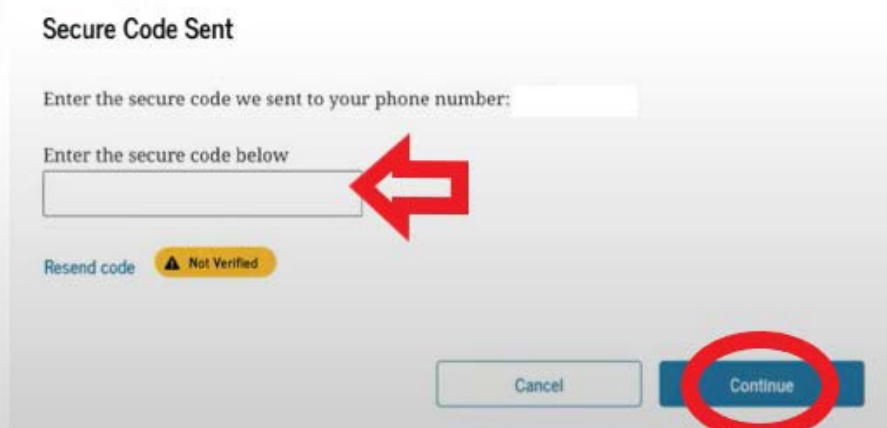 Secure Code Sent
Enter the secure code we sent to your phone number:
Enter the secure code below
Resend code Not Verified
Cancel Continue